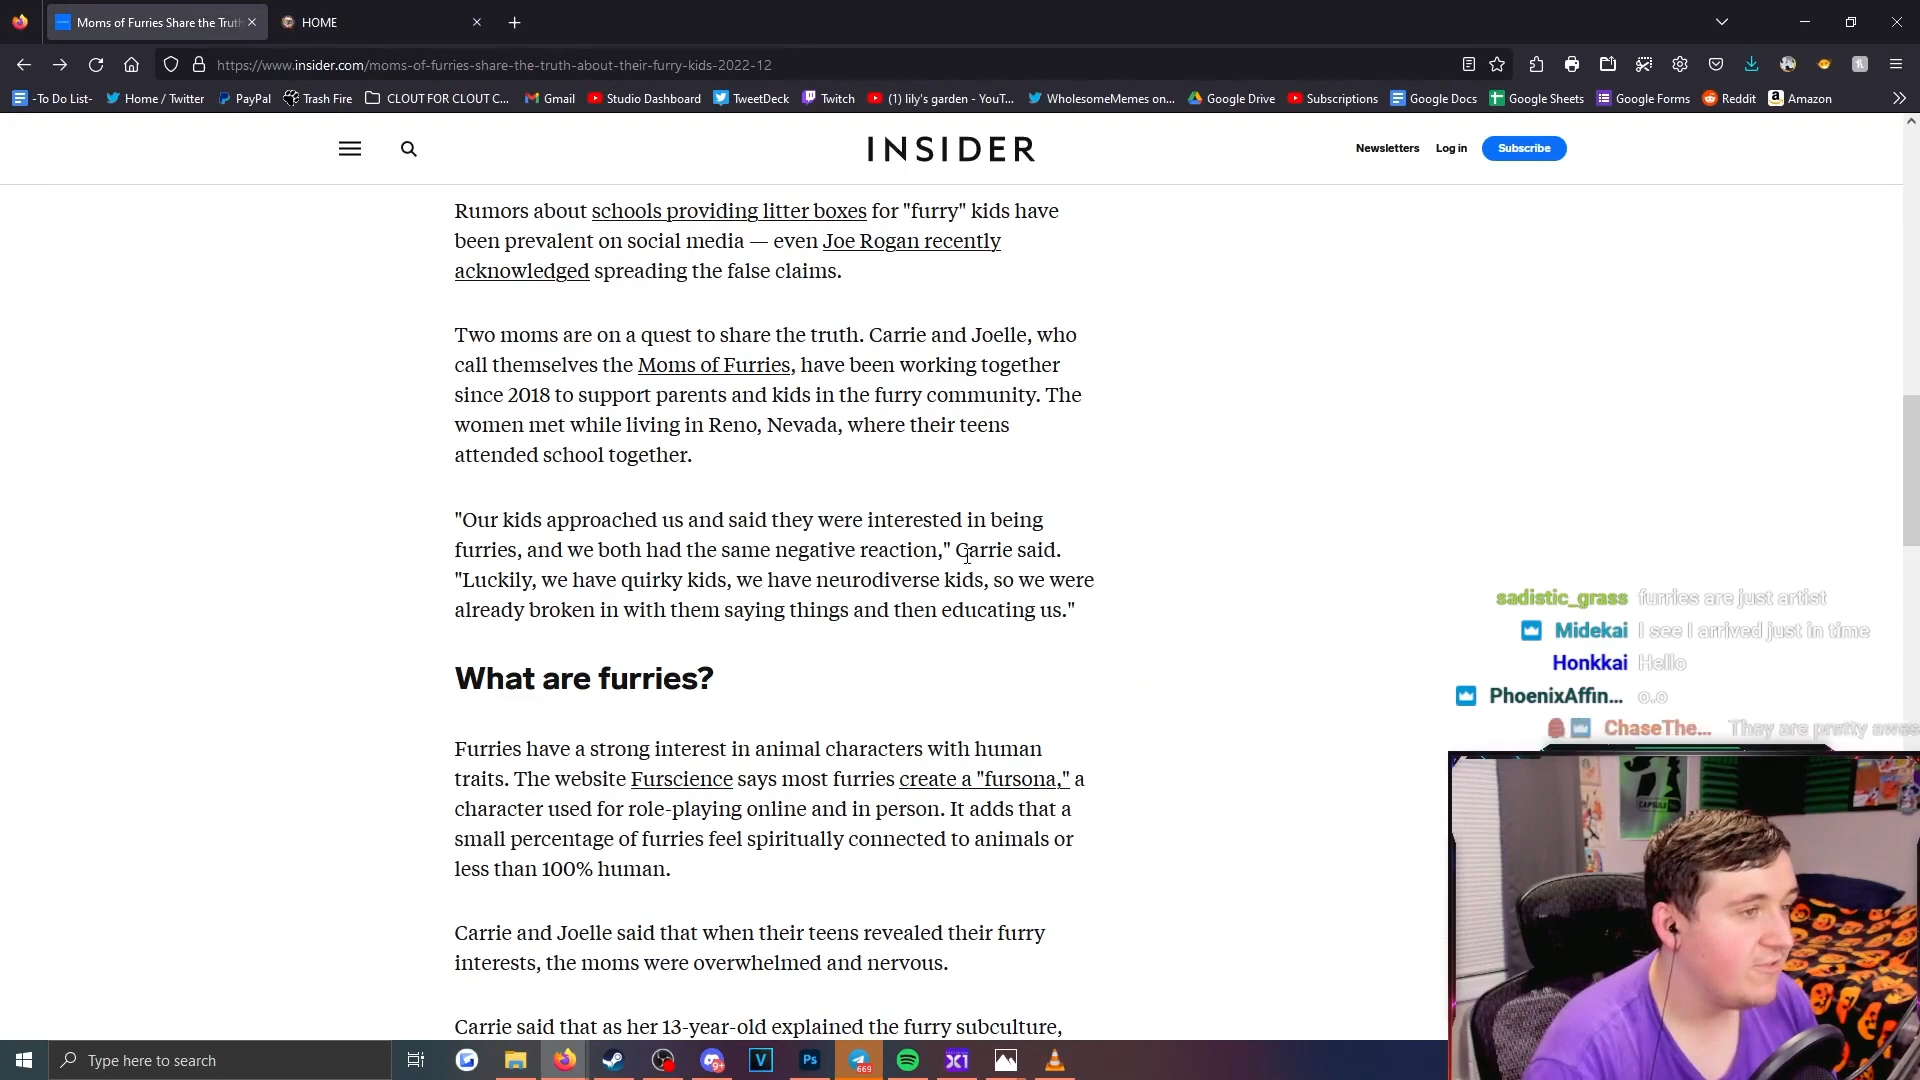 Moms of Furries Share the Truth
HOME
https://www.insider.com/moms-of-furries-share-the-truth-about-their-furry-kids-2022-12
-To Do List-
Home / Twitter
PayPal
Trash Fire
CLOUT FOR CLOUT C...
Gmail
Studio Dashboard
TweetDeck
Twitch
(1) lily's garden - YouT...
WholesomeMemes on...
Google Drive
Subscriptions
Google Docs
Google Sheets
Google Forms
Reddit
Amazon
INSIDER
Newsletters
Log in
Subscribe
Rumors about schools providing litter boxes for "furry" kids have
been prevalent on social media — even Joe Rogan recently
acknowledged spreading the false claims.
Two moms are on a quest to share the truth. Carrie and Joelle, who
call themselves the Moms of Furries, have been working together
since 2018 to support parents and kids in the furry community. The
women met while living in Reno, Nevada, where their teens
attended school together.
"Our kids approached us and said they were interested in being
furries, and we both had the same negative reaction," Carrie said.
"Luckily, we have quirky kids, we have neurodiverse kids, so we were
already broken in with them saying things and then educating us."
What are furries?
Furries have a strong interest in animal characters with human
traits. The website Furscience says most furries create a "fursona," a
character used for role-playing online and in person. It adds that a
small percentage of furries feel spiritually connected to animals or
less than 100% human.
Carrie and Joelle said that when their teens revealed their furry
interests, the moms were overwhelmed and nervous.
Carrie said that as her 13-year-old explained the furry subculture,
sadistic_grass furries are just artist
Midekai I see I arrived just in time
Honkkai Hello
PhoenixAffin... o.o
ChaseThe... They are pretty awes
CAPSULE
Type here to search
9+
V
Ps
669
X1